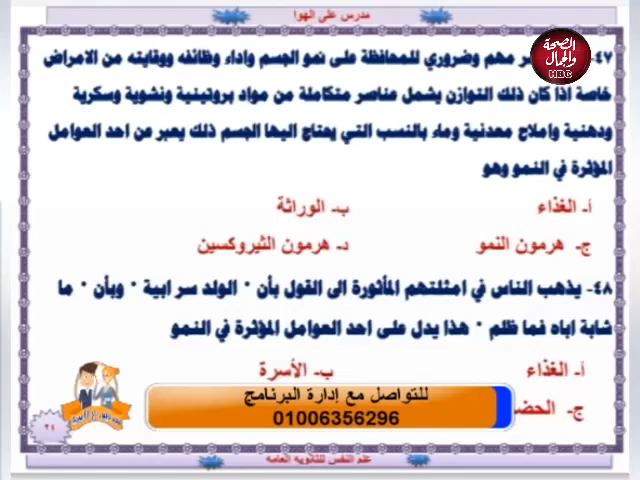 مدرس على الهوا
الصحة
والجمال
HBC
٤٧- ر مهم وضروري للمحافظة على نمو الجسم واداء وظائفه ووقايته من الامراض
خاصة اذا كان ذلك التوازن يشمل عناصر متكاملة من مواد بروتينية ونشوية وسكرية
ودهنية واملاح معدنية وماء بالنسب التي يحتاج اليها الجسم ذلك يعبر عن احد العوامل
المؤثرة في النمو وهو
أ- الغذاء ب- الوراثة
ج- هرمون النمو د- هرمون الثيروكسين
٤٨- يذهب الناس في امثلتهم المأثورة الى القول بأن " الولد سر ابية " وبأن " ما
شابة اباه فما ظلم " هذا يدل على احد العوامل المؤثرة في النمو
أ- الغذاء ب- الأسرة
ج- الحض
للتواصل مع إدارة البرنامج
01006356296
٢٤
علم النفس للثانويه العامه